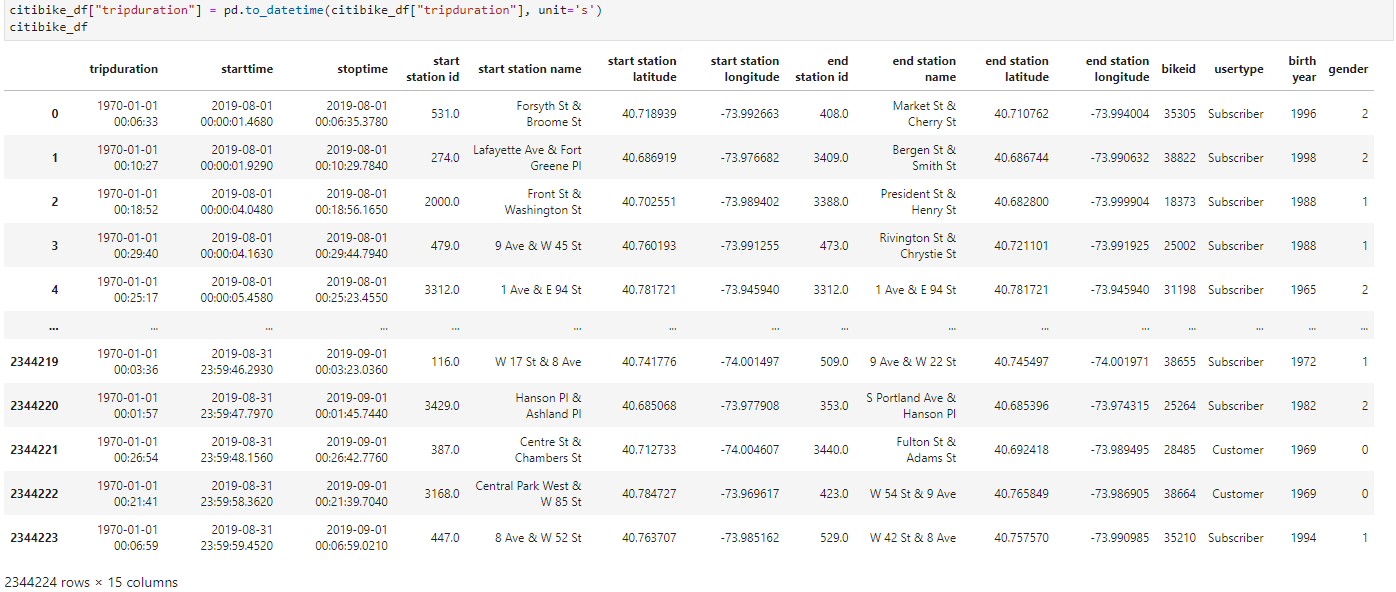 citibike_df["tripduration"] = pd.to_datetime(citibike_df["tripduration"], unit='s')
citibike_df
tripduration starttime stoptime start station id start station name start station latitude start station longitude end station id end station name end station latitude end station longitude bikeid usertype birth year gender
0 1970-01-01 00:06:33 2019-08-01 00:00:01.4680 2019-08-01 00:06:35.3780 531.0 Forsyth St & Broome St 40.718939 -73.992663 408.0 Market St & Cherry St 40.710762 -73.994004 35305 Subscriber 1996 2
1 1970-01-01 00:10:27 2019-08-01 00:00:01.9290 2019-08-01 00:10:29.7840 274.0 Lafayette Ave & Fort Greene Pl 40.686919 -73.976682 3409.0 Bergen St & Smith St 40.686744 -73.990632 38822 Subscriber 1998 2
2 1970-01-01 00:18:52 2019-08-01 00:00:04.0480 2019-08-01 00:18:56.1650 2000.0 Front St & Washington St 40.702551 -73.989402 3388.0 President St & Henry St 40.682800 -73.999904 18373 Subscriber 1988 1
3 1970-01-01 00:29:40 2019-08-01 00:00:04.1630 2019-08-01 00:29:44.7940 479.0 9 Ave & W 45 St 40.760193 -73.991255 473.0 Rivington St & Chrystie St 40.721101 -73.991925 25002 Subscriber 1988 1
4 1970-01-01 00:25:17 2019-08-01 00:00:05.4580 2019-08-01 00:25:23.4550 3312.0 1 Ave & E 94 St 40.781721 -73.945940 3312.0 1 Ave & E 94 St 40.781721 -73.945940 31198 Subscriber 1965 2
... ... ... ... ... ... ... ... ... ... ... ... ... ... ... ...
2344219 1970-01-01 00:03:36 2019-08-31 23:59:46.2930 2019-09-01 00:03:23.0360 116.0 W 17 St & 8 Ave 40.741776 -74.001497 509.0 9 Ave & W 22 St 40.745497 -74.001971 38655 Subscriber 1972 1
2344220 1970-01-01 00:01:57 2019-08-31 23:59:47.7970 2019-09-01 00:01:45.7440 3429.0 Hanson Pl & Ashland Pl 40.685068 -73.977908 353.0 S Portland Ave & Hanson Pl 40.685396 -73.974315 25264 Subscriber 1982 2
2344221 1970-01-01 00:26:54 2019-08-31 23:59:48.1560 2019-09-01 00:26:42.7760 387.0 Centre St & Chambers St 40.712733 -74.004607 3440.0 Fulton St & Adams St 40.692418 -73.989495 28485 Customer 1969 0
2344222 1970-01-01 00:21:41 2019-08-31 23:59:58.3620 2019-09-01 00:21:39.7040 3168.0 Central Park West & W 85 St 40.784727 -73.969617 423.0 W 54 St & 9 Ave 40.765849 -73.986905 38664 Customer 1969 0
2344223 1970-01-01 00:06:59 2019-08-31 23:59:59.4520 2019-09-01 00:06:59.0210 447.0 8 Ave & W 52 St 40.763707 -73.985162 529.0 W 42 St & 8 Ave 40.757570 -73.990985 35210 Subscriber 1994 1
2344224 rows × 15 columns